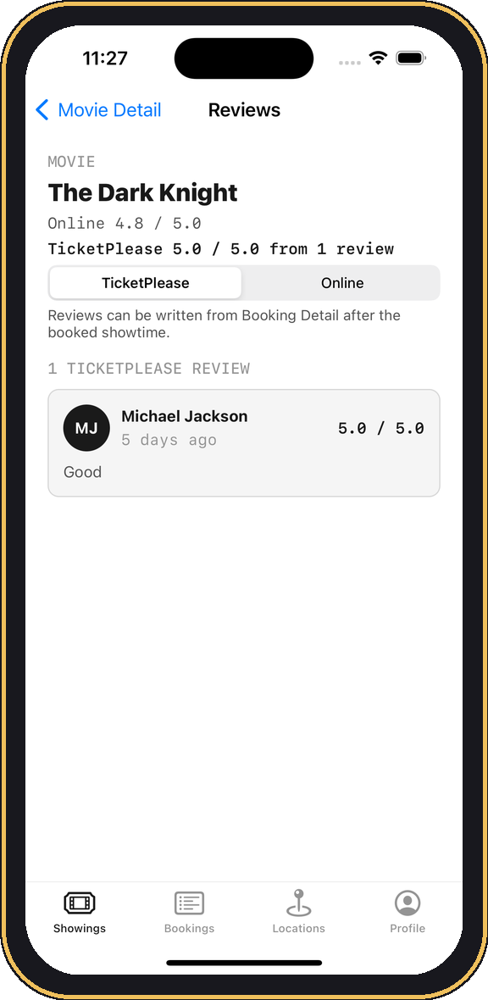 11:27
Movie Detail
Reviews
MOVIE
The Dark Knight
Online 4.8 / 5.0
TicketPlease 5.0 / 5.0 from 1 review
TicketPlease
Online
Reviews can be written from Booking Detail after the
booked showtime.
1 TICKETPLEASE REVIEW
MJ
Michael Jackson
5 days ago
5.0 / 5.0
Good
Showings
Bookings
Locations
Profile